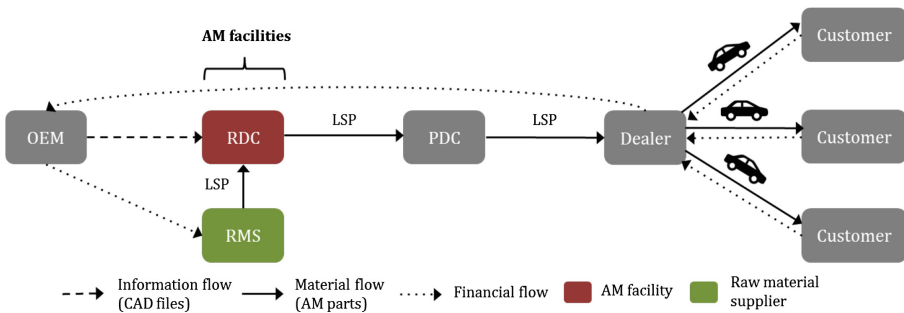 AM facilities
Customer
LSP
LSP
OEM
RDC
PDC
Dealer
Customer
LSP
RMS
Customer
Information flow
(CAD files)
Material flow
(AM parts)
Financial flow
AM facility
Raw material
supplier